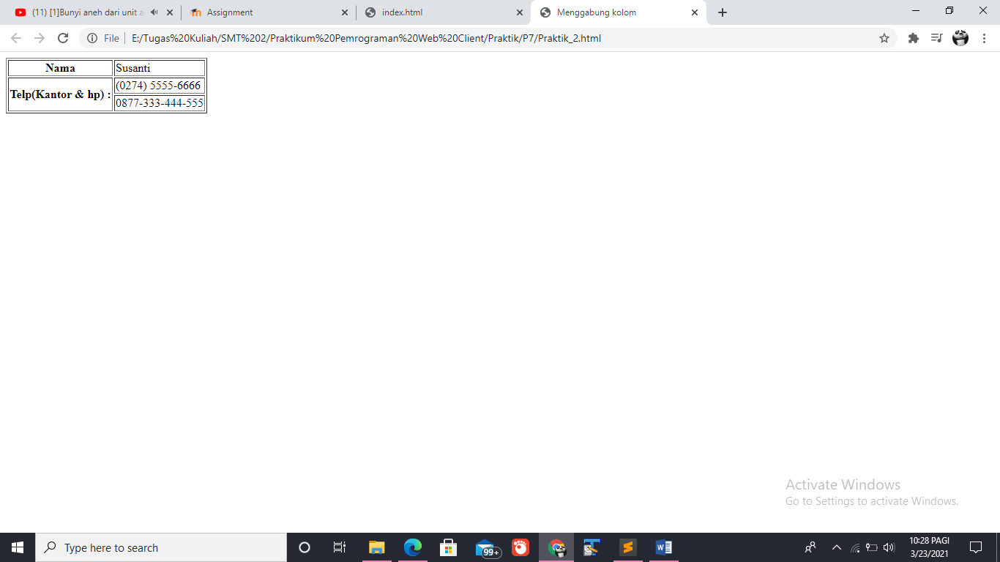 (11) [1]Bunyi aneh dari unit a
Assignment
index.html
Menggabung kolom
File
E:/Tugas%20Kuliah/SMT%202/Praktikum%20Pemrograman%20Web%20Client/Praktik/P7/Praktik_2.html
Nama
Susanti
Telp(Kantor & hp) :
(0274) 5555-6666
0877-333-444-555
Activate Windows
Go to Settings to activate Windows.
Type here to search
99+
10:28 PAGI
3/23/2021